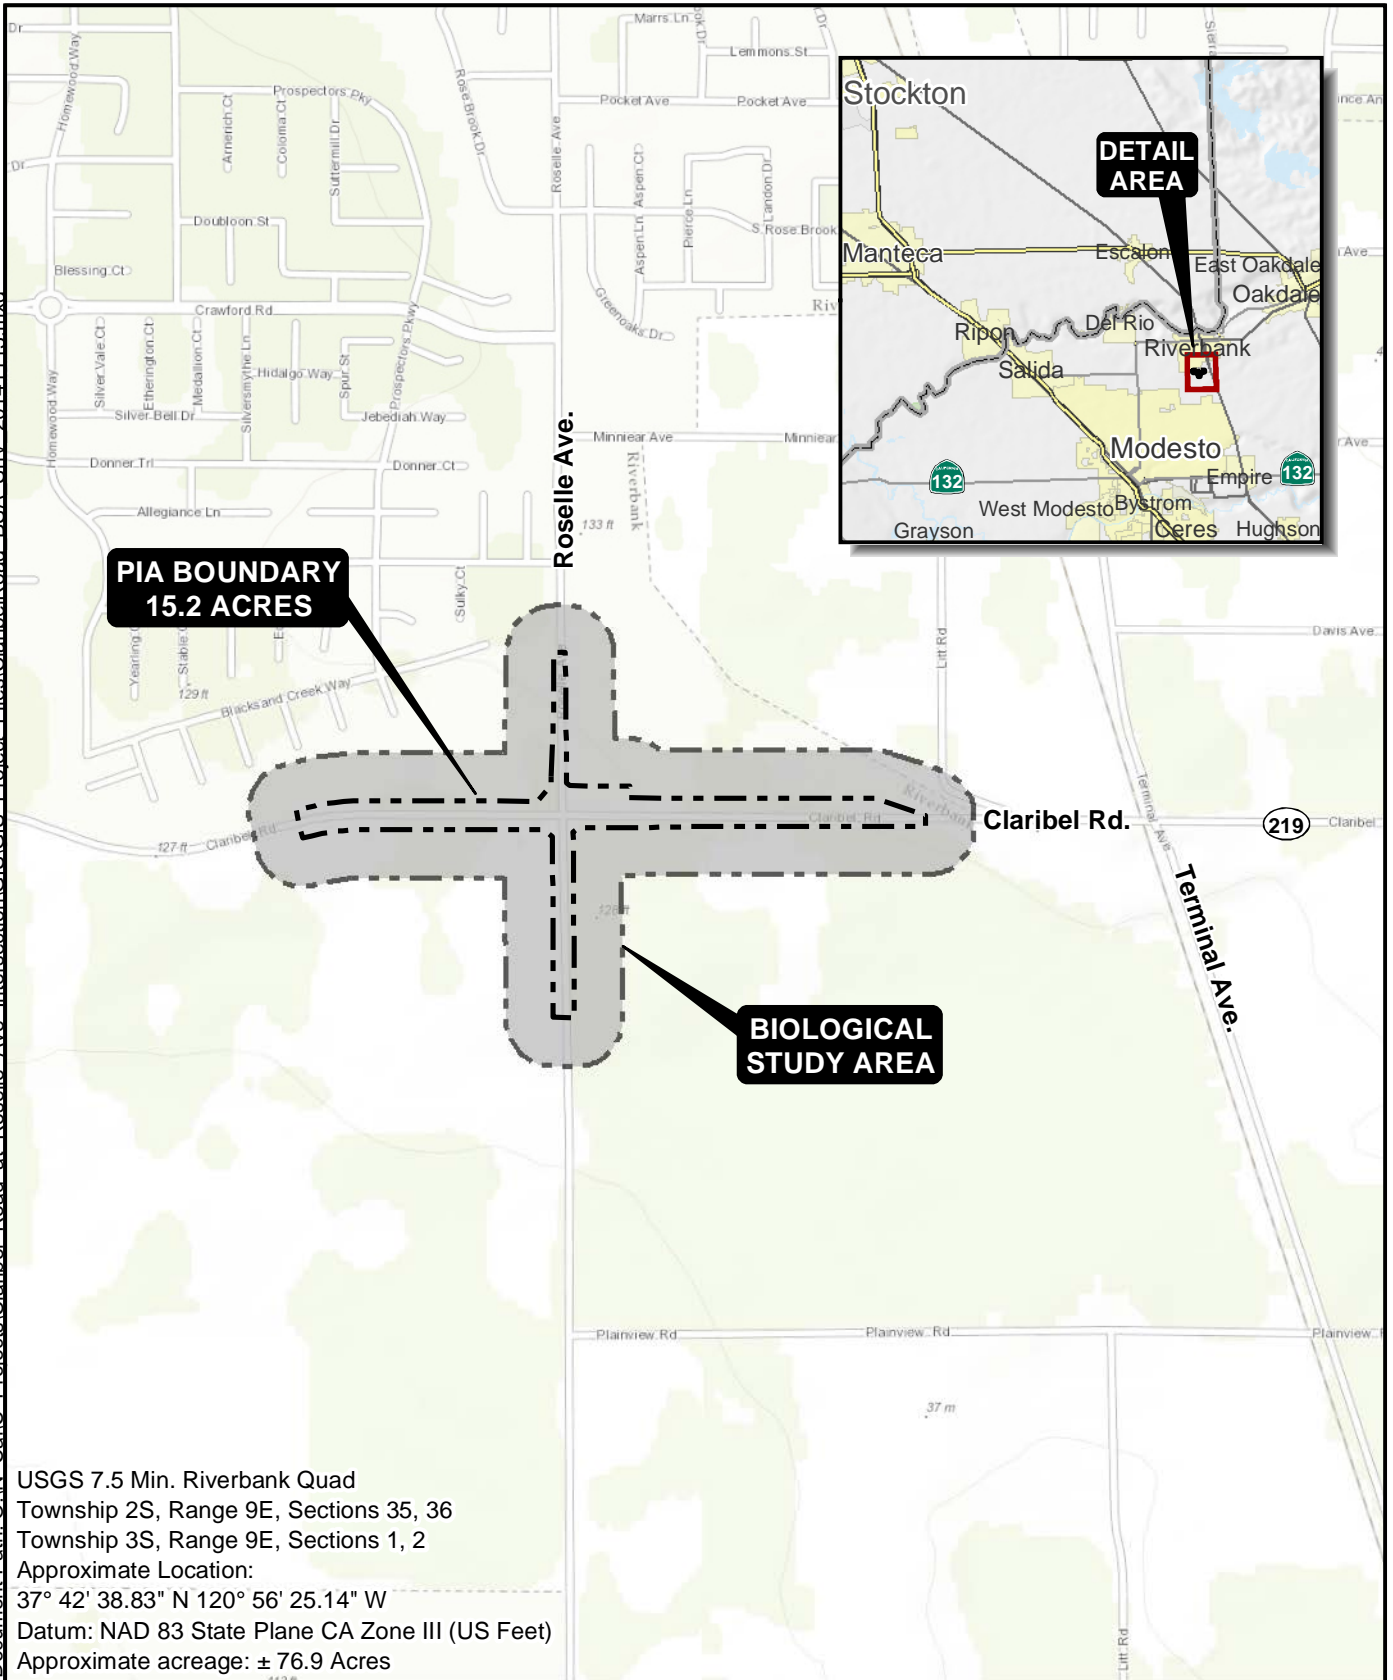 Marrs Ln
Lemmons St
Homewood Way
Prospectors Pky
Rose Brook Dr
Pocket Ave
Pocket Ave
Arnerich Ct
Coloma Ct
Suttermill Dr
Roselle Ave
Aspen Ct
Aspen Ln
Pierce Ln
S Landon Dr
Doubloon St
S Rose Brook
Blessing Ct
Crawford Rd
Greenoaks Dr
Riv
Silver Vale Ct
Etherington Ct
Medallion Ct
Silversmythe Ln
Hidalgo Way
Spur St
Prospectors Pkwy
Silver Bell Dr
Jebediah Way
Homewood Way
Donner Trl
Donner Ct
Minniear Ave
Minniear
Riverbank
Allegiance Ln
133 ft
Roselle Ave.
Stockton
DETAIL
AREA
Manteca
Escalon
East Oakdale
Oakdale
Ripon
Del Rio
Riverbank
Salida
Modesto
132
Empire
132
West Modesto
Bystrom
Grayson
Ceres
Hughson
PIA BOUNDARY
15.2 ACRES
Sulky Ct
Litt Rd
Davis Ave
129 ft
Blacksand Creek Way
Riverbank
Claribel Rd
Claribel Rd.
219
Claribel
127 ft
Claribel Rd
Terminal Ave
Terminal Ave.
128 ft
BIOLOGICAL
STUDY AREA
Plainview Rd
Plainview Rd
Plainview
37 m
Litt Rd
USGS 7.5 Min. Riverbank Quad
Township 2S, Range 9E, Sections 35, 36
Township 3S, Range 9E, Sections 1, 2
Approximate Location:
37° 42' 38.83" N 120° 56' 25.14" W
Datum: NAD 83 State Plane CA Zone III (US Feet)
Approximate acreage: ± 76.9 Acres